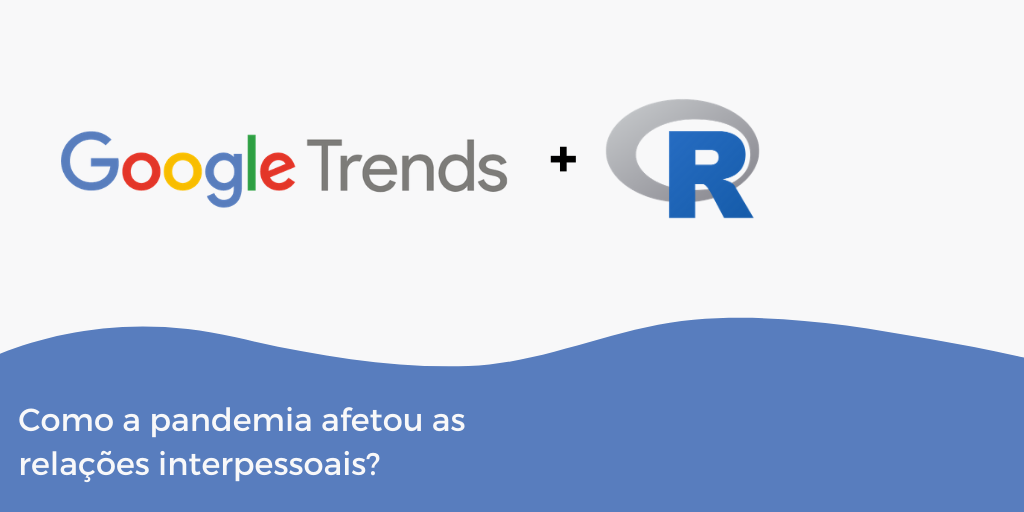 Google Trends + R
Como a pandemia afetou as
relações interpessoais?